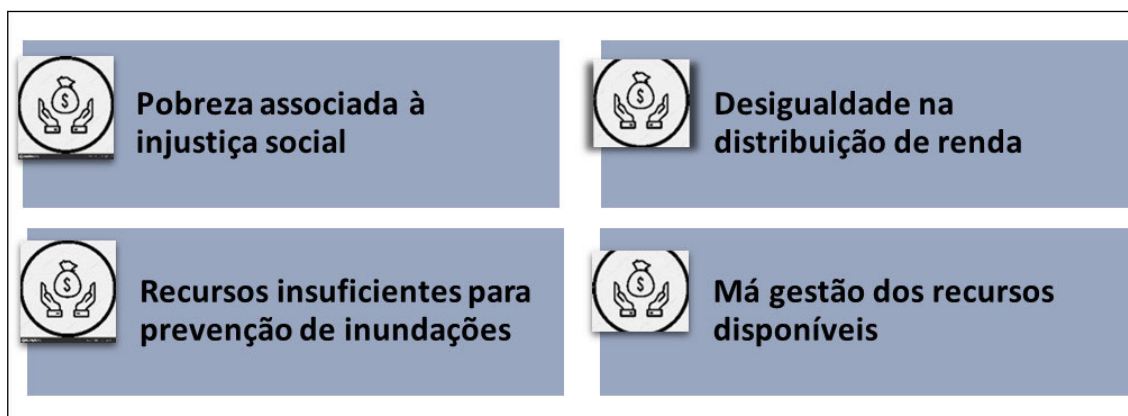 Pobreza associada à
injustiça social
Desigualdade na
distribuição de renda
Recursos insuficientes para
prevenção de inundações
Má gestão dos recursos
disponíveis
$
$
$
$